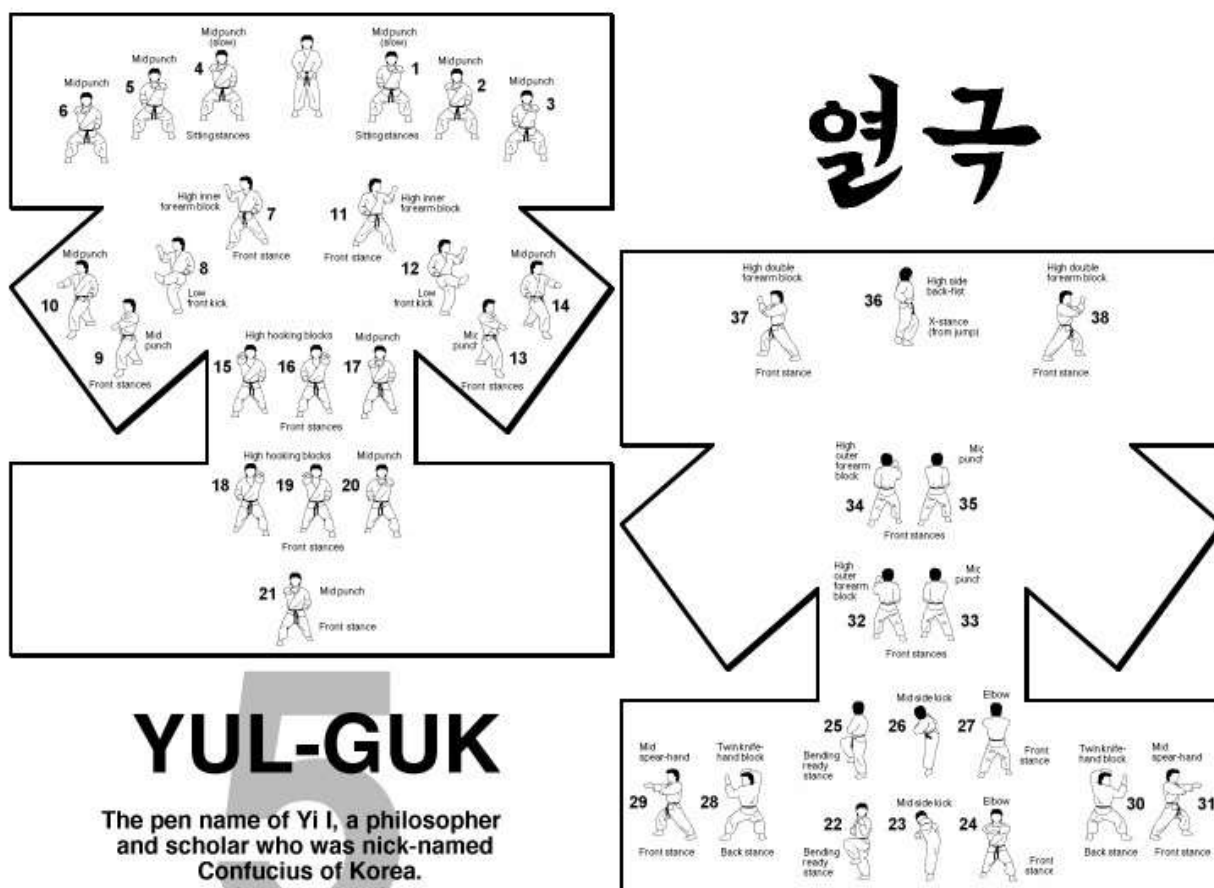 열극
Mid punch
(slow)
4
Sitting stances
Mid punch
5
Mid punch
6
Mid punch
(slow)
1
Sitting stances
Mid punch
2
Mid punch
3
High inner
forearm block
7
Front stance
8
Low
front kick
Mid punch
10
9
Mid
punch
Front stances
High inner
forearm block
11
Front stance
12
Low
front kick
Mid punch
14
Mid
punch
13
Front stances
High hooking blocks
Mid punch
15
16
17
Front stances
High hooking blocks
Mid punch
18
19
20
Front stances
21
Mid punch
Front stance
5
YUL-GUK
The pen name of Yi I, a philosopher
and scholar who was nick-named
Confucius of Korea.
High double
forearm block
37
Front stance
36
High side
back-fist
X-stance
(from jump)
High double
forearm block
38
Front stance
High
outer
forearm
block
34
Mid
punch
35
Front stances
High
outer
forearm
block
32
Mid
punch
33
Front stances
25
Bending
ready
stance
Mid side kick
26
Elbow
27
Front
stance
Mid
spear-hand
29
Front stance
Twin knife-
hand block
28
Back stance
22
Bending
ready
stance
Mid side kick
23
Elbow
24
Front
stance
Twin knife-
hand block
30
Back stance
Mid
spear-hand
31
Front stance